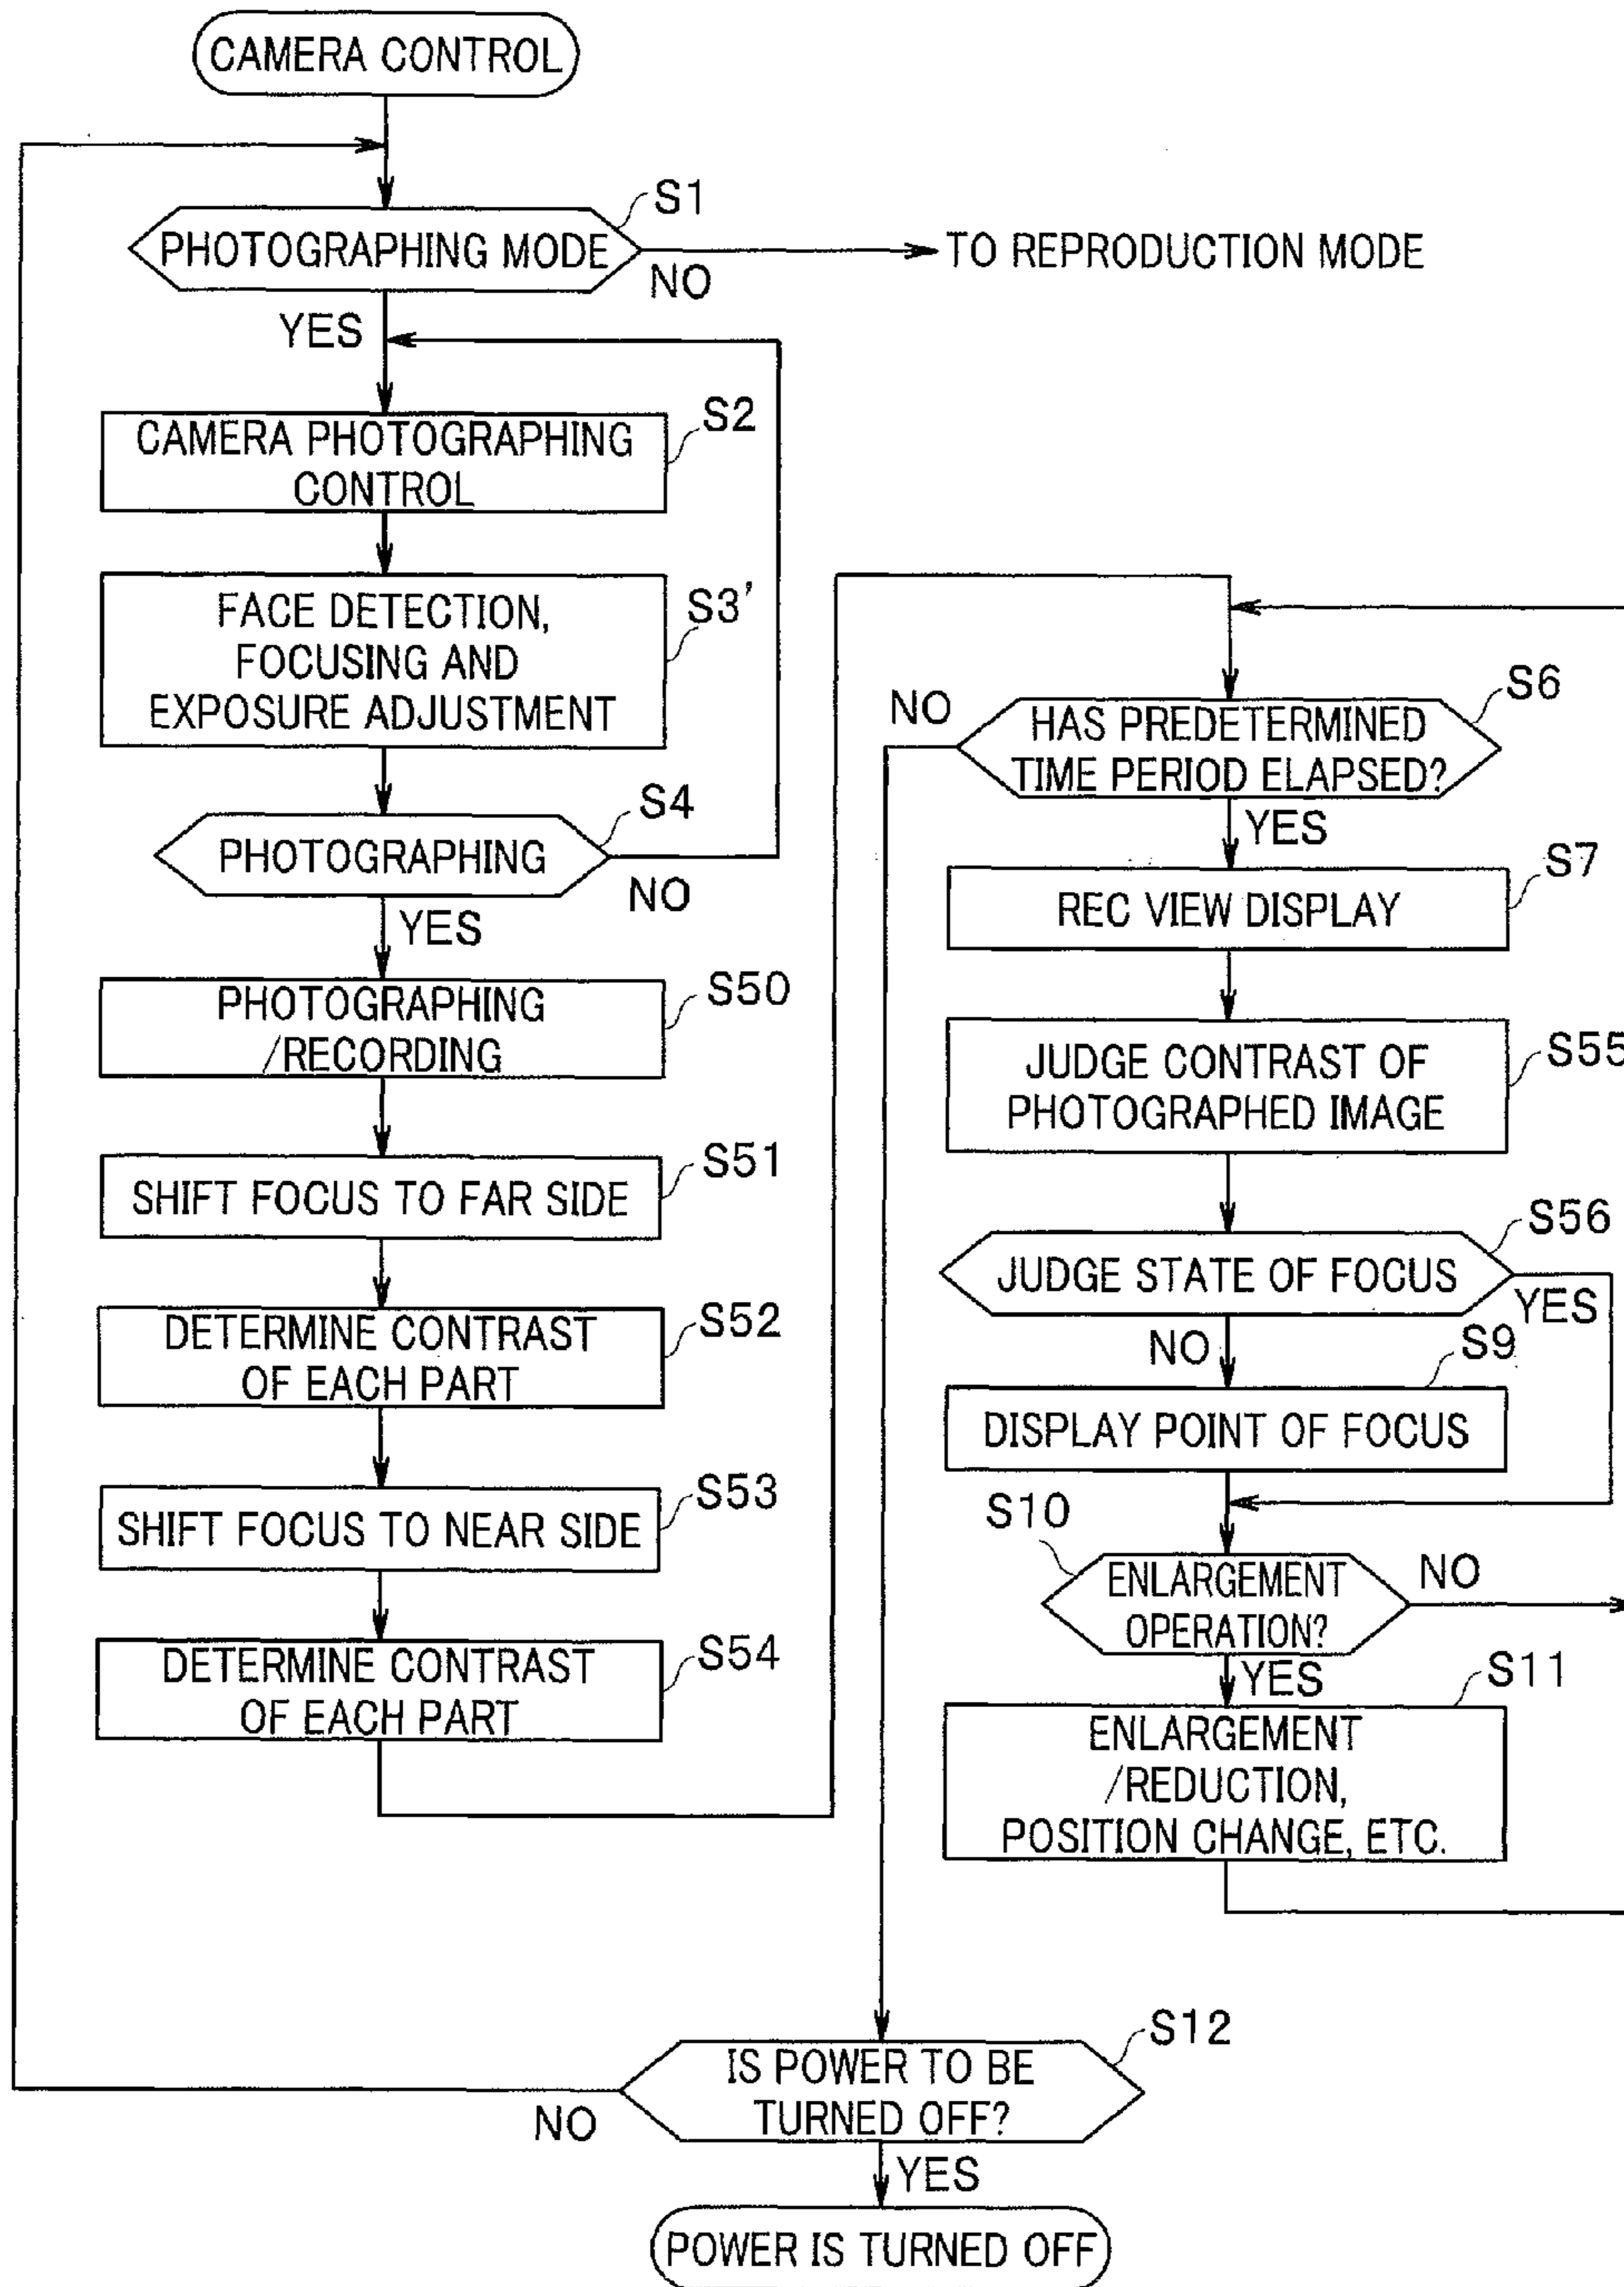 CAMERA CONTROL
S1
PHOTOGRAPHING MODE
NO
TO REPRODUCTION MODE
YES
S2
CAMERA PHOTOGRAPHING
CONTROL
S3'
FACE DETECTION,
FOCUSING AND
EXPOSURE ADJUSTMENT
S4
PHOTOGRAPHING
NO
YES
S50
PHOTOGRAPHING
/RECORDING
S51
SHIFT FOCUS TO FAR SIDE
S52
DETERMINE CONTRAST
OF EACH PART
S53
SHIFT FOCUS TO NEAR SIDE
S54
DETERMINE CONTRAST
OF EACH PART
S6
NO
HAS PREDETERMINED
TIME PERIOD ELAPSED?
YES
S7
REC VIEW DISPLAY
S55
JUDGE CONTRAST OF
PHOTOGRAPHED IMAGE
S56
JUDGE STATE OF FOCUS
YES
NO
S9
DISPLAY POINT OF FOCUS
S10
ENLARGEMENT
OPERATION?
NO
YES
S11
ENLARGEMENT
/REDUCTION,
POSITION CHANGE, ETC.
S12
IS POWER TO BE
TURNED OFF?
NO
YES
POWER IS TURNED OFF